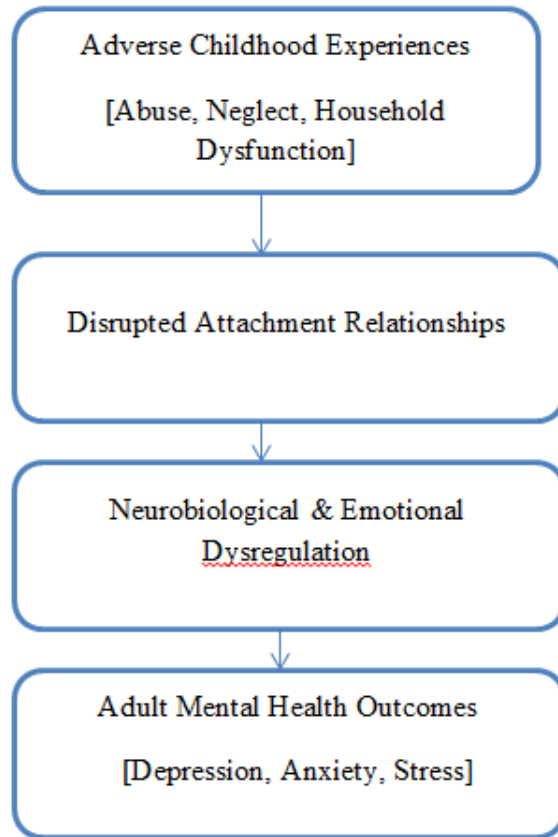 Adverse Childhood Experiences
[Abuse, Neglect, Household
Dysfunction]
Disrupted Attachment Relationships
Neurobiological & Emotional
Dysregulation
Adult Mental Health Outcomes
[Depression, Anxiety, Stress]